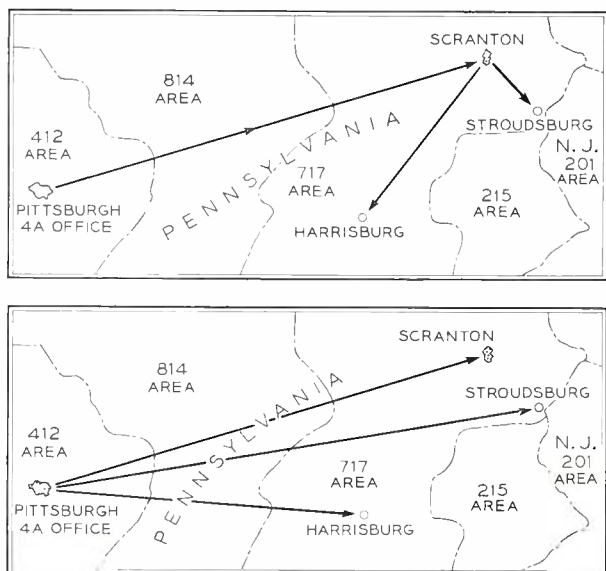 SCRANTON
814
AREA
STROUDSBURG
412
AREA
N. J.
201
AREA
PENNSYLVANIA
717
AREA
215
AREA
PITTSBURGH
4A OFFICE
HARRISBURG
SCRANTON
814
AREA
STROUDSBURG
PENNSYLVANIA
412
AREA
N. J.
201
AREA
717
AREA
215
AREA
PITTSBURGH
4A OFFICE
HARRISBURG